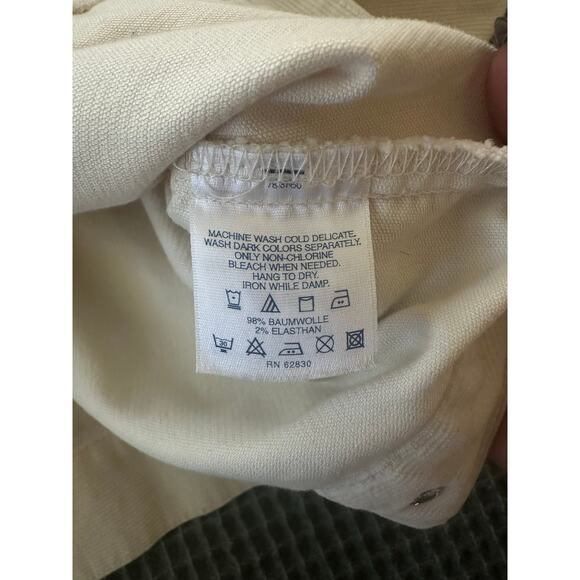 MACHINE WASH COLD DELICATE.
WASH DARK COLORS SEPARATELY.
ONLY NON-CHLORINE
BLEACH WHEN NEEDED.
HANG TO DRY.
IRON WHILE DAMP.
98% BAUMWOLLE
2% ELASTHAN
30
RN 62830